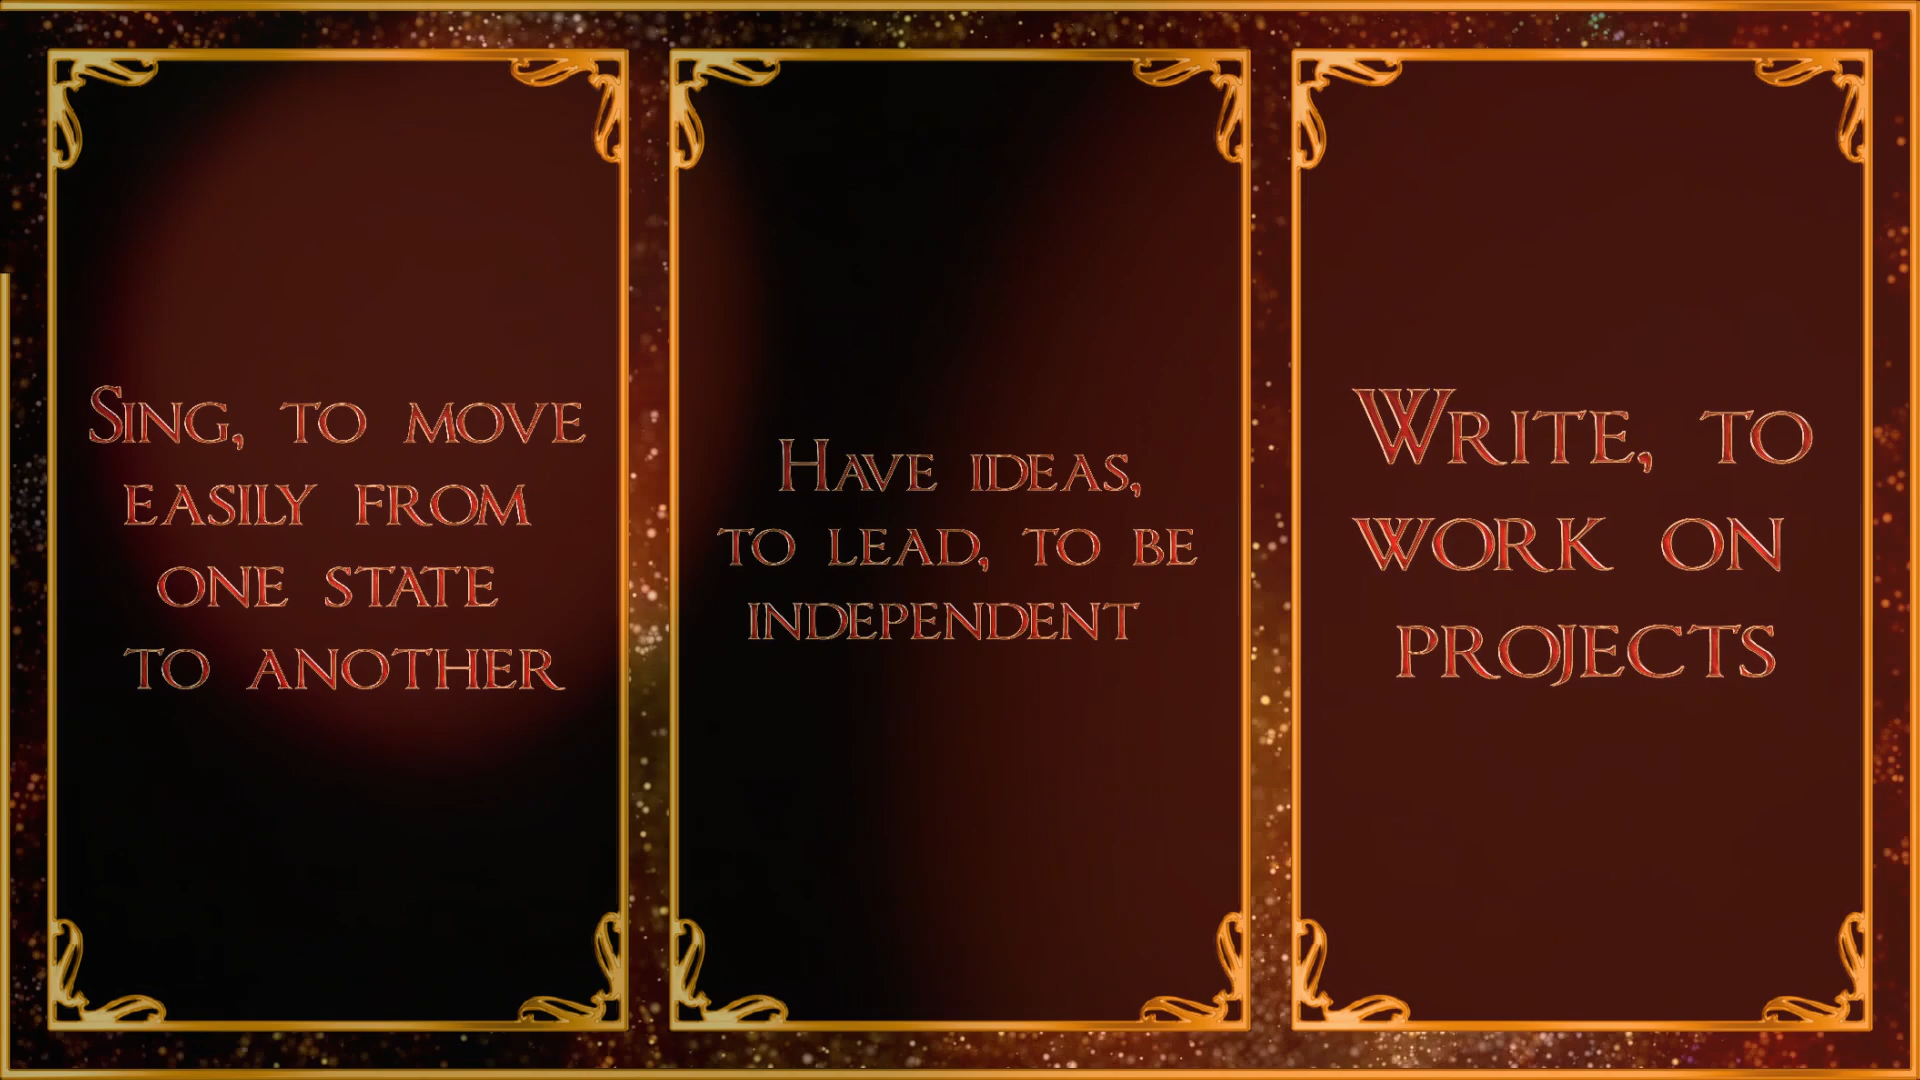 Sing, to move
easily from
one state
to another
Have ideas,
to lead, to be
independent
Write, to
work on
projects